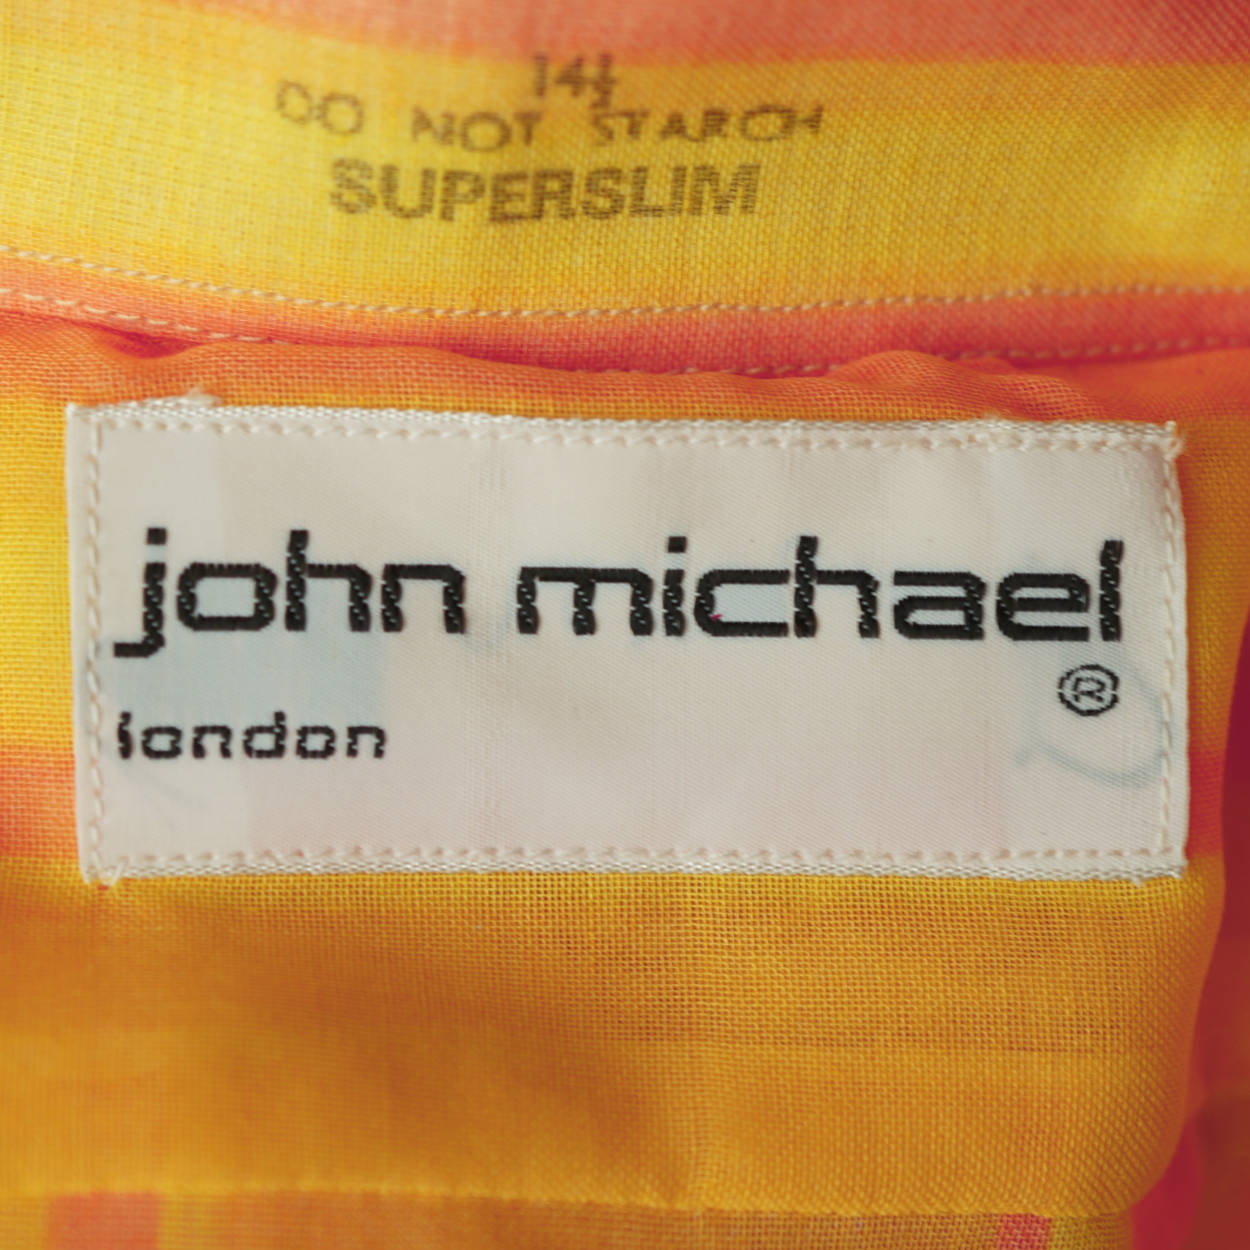 14½
DO NOT STARCH
SUPERSLIM
john michael
®
london